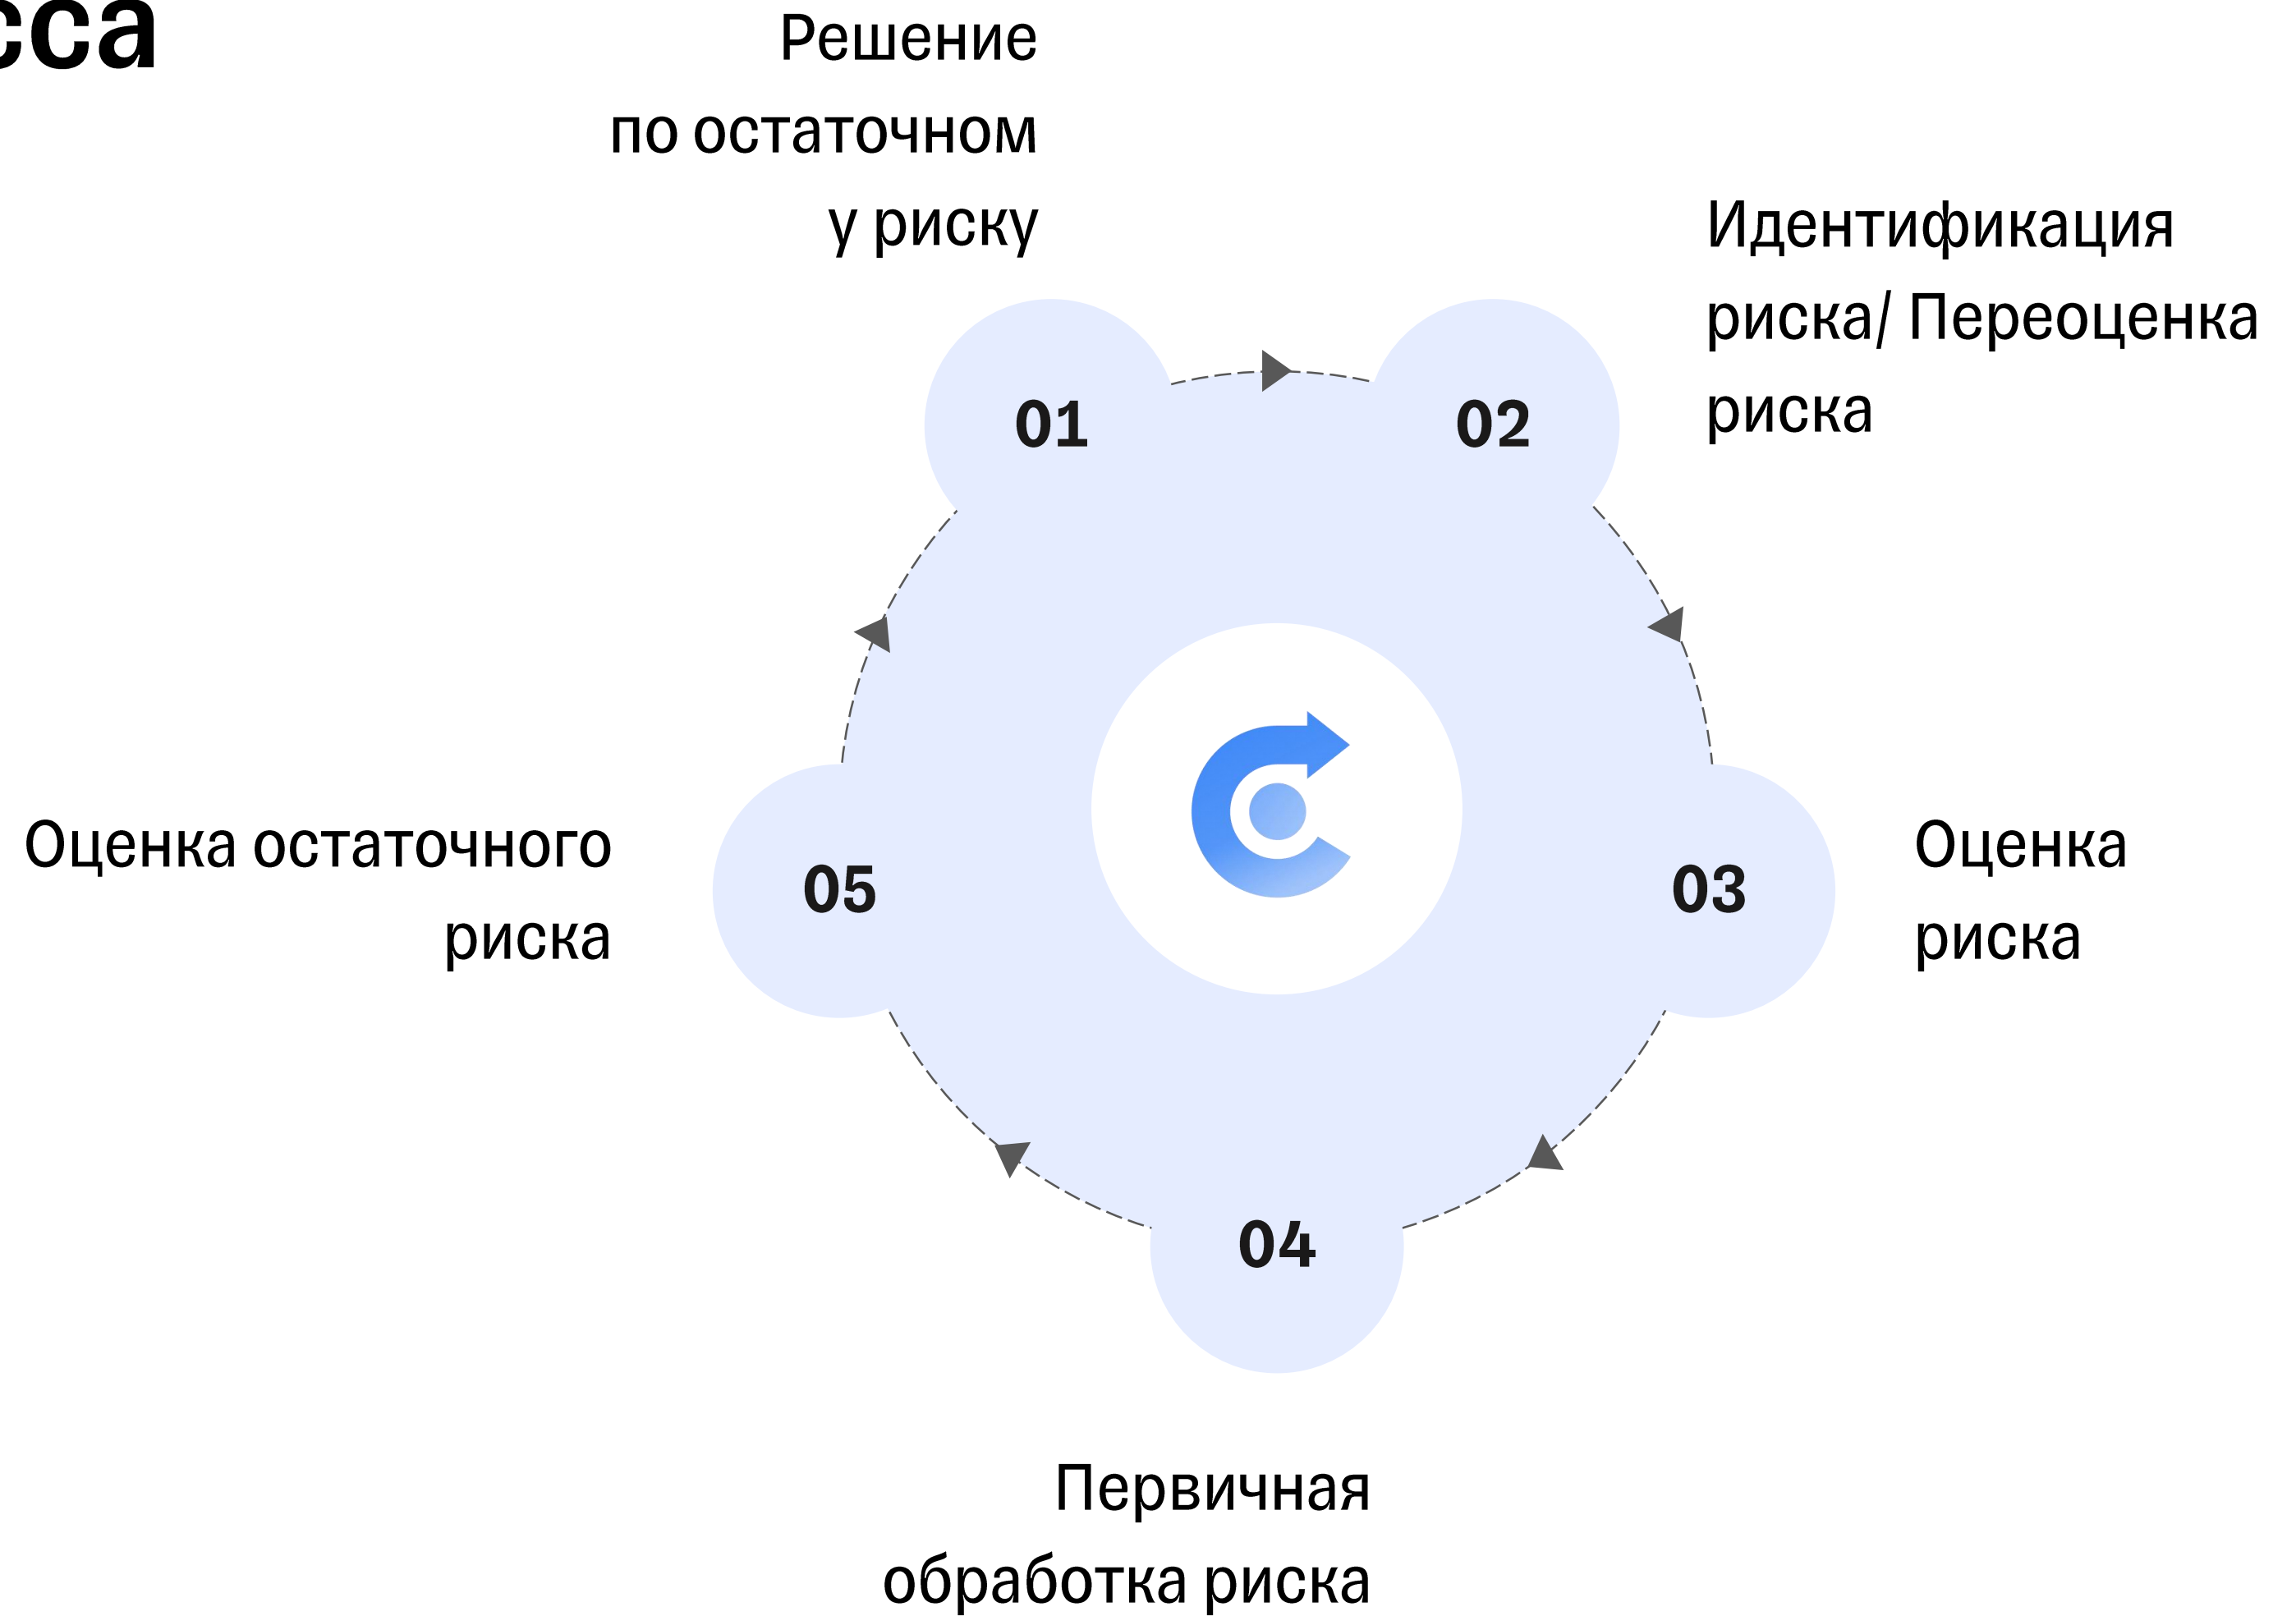 сса
Решение
по остаточном
у риску
Идентификация
риска/ Переоценка
риска
01
02
Оценка остаточного
риска
05
03
Оценка
риска
04
Первичная
обработка риска